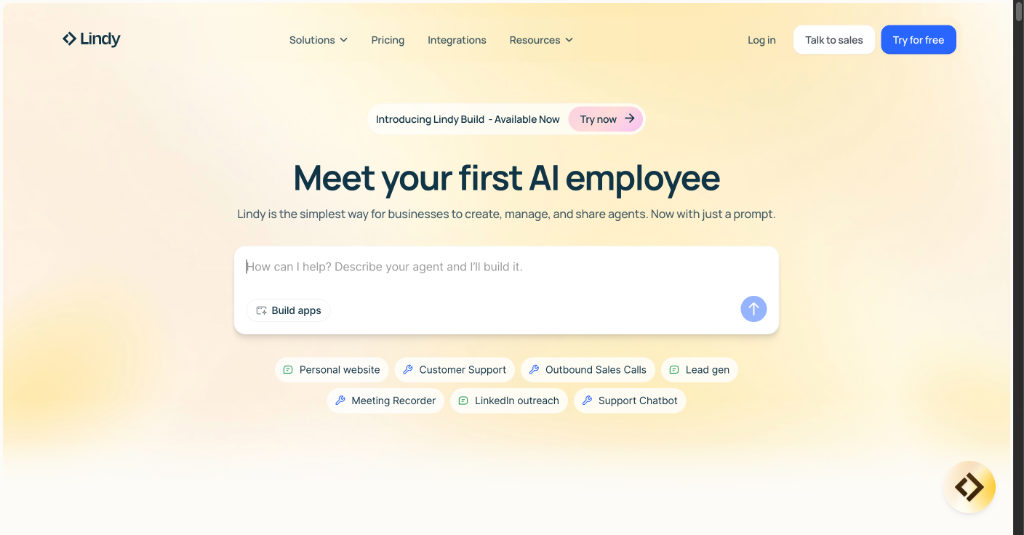 Lindy Solutions Pricing Integrations Resources Log in Talk to sales Try for free
Introducing Lindy Build - Available Now Try now →
Meet your first AI employee
Lindy is the simplest way for businesses to create, manage, and share agents. Now with just a prompt.
How can I help? Describe your agent and I'll build it.
Build apps
Personal website Customer Support Outbound Sales Calls Lead gen
Meeting Recorder LinkedIn outreach Support Chatbot